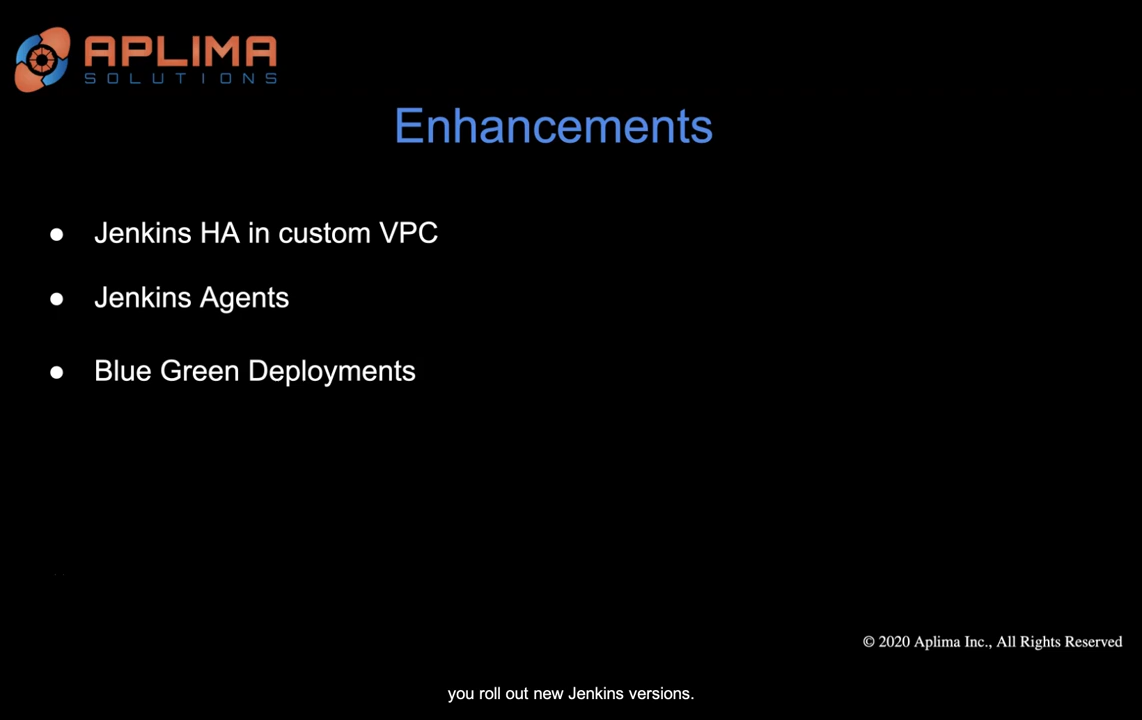 APLIMA
SOLUTIONS
Enhancements
● Jenkins HA in custom VPC
● Jenkins Agents
● Blue Green Deployments
© 2020 Aplima Inc., All Rights Reserved
you roll out new Jenkins versions.